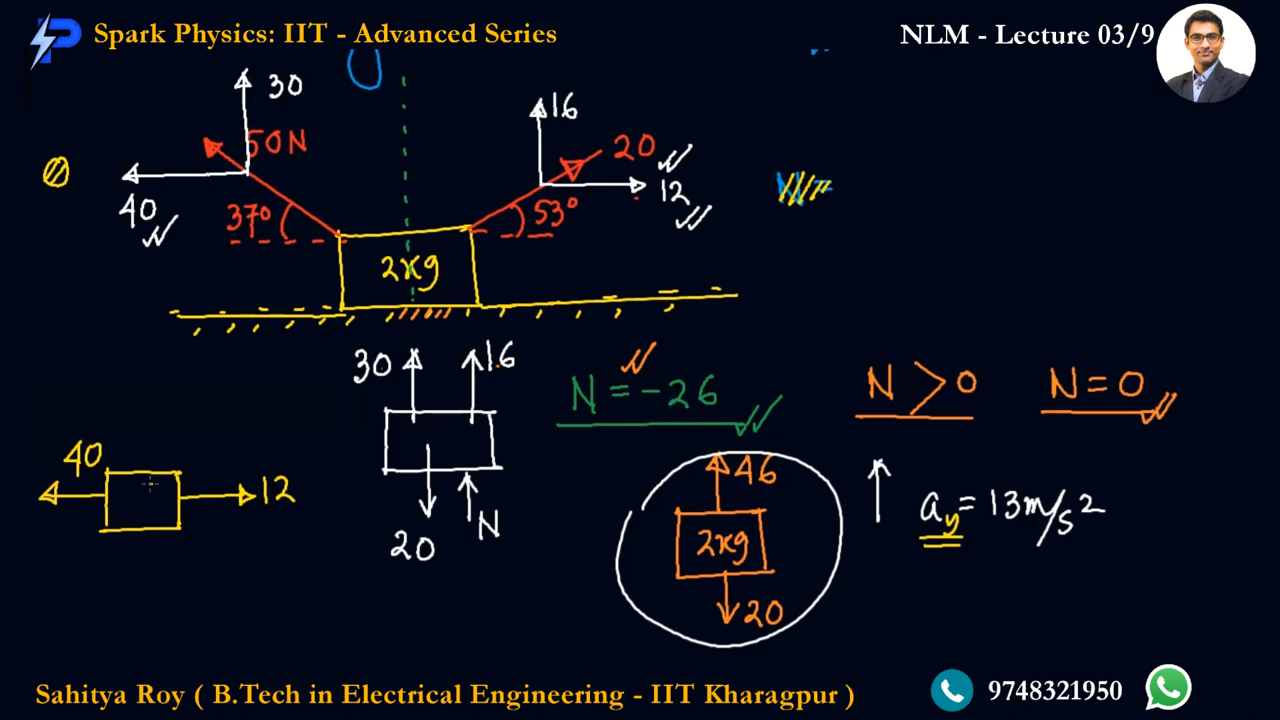 Spark Physics: IIT - Advanced Series
NLM - Lecture 03/9
30
16
50N
20
40
12
37°
53°
2kg
30
16
N = -26
N > 0
N = 0
40
12
46
20
N
2kg
ay = 13m/s2
20
Sahitya Roy ( B.Tech in Electrical Engineering - IIT Kharagpur )
9748321950